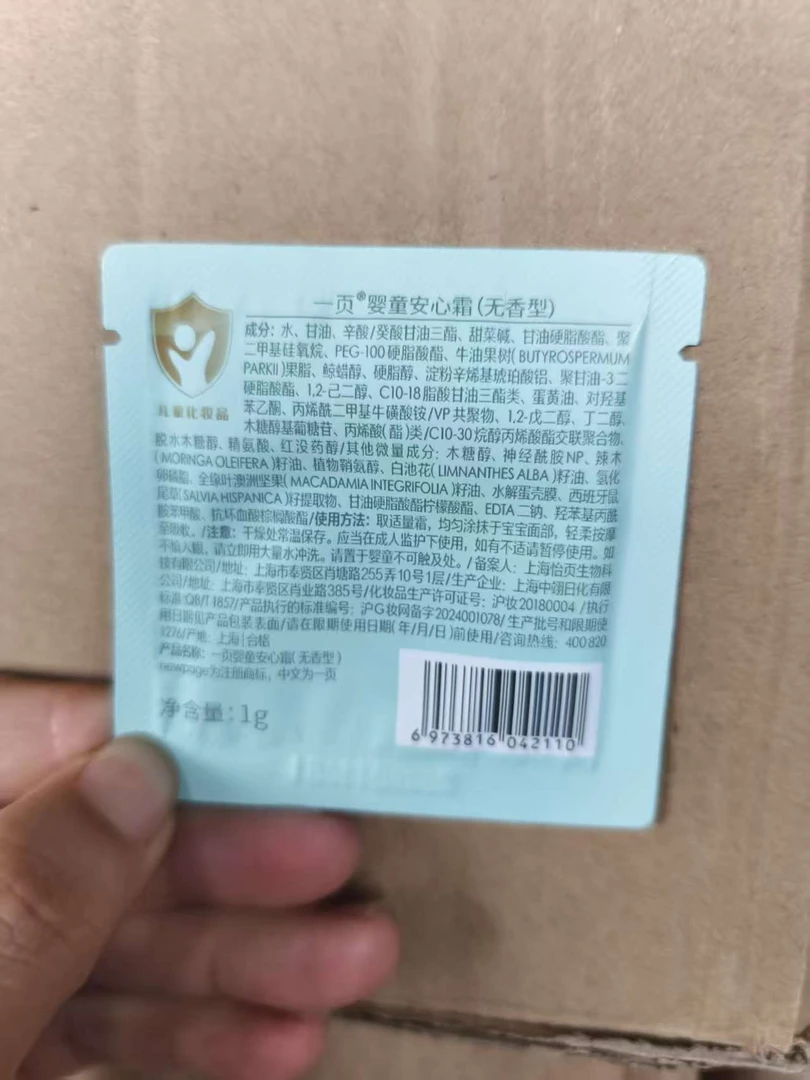 一页®婴童安心霜(无香型)
儿童化妆品
成分：水、甘油、辛酸/癸酸甘油三酯、甜菜碱、甘油硬脂酸酯、聚
二甲基硅氧烷、PEG-100硬脂酸酯、牛油果树(BUTYROSPERMUM
PARKII)果脂、鲸蜡醇、硬脂醇、淀粉辛烯基琥珀酸铝、聚甘油-3二
硬脂酸酯、1,2-己二醇、C10-18脂酸甘油三酯类、蛋黄油、对羟基
苯乙酮、丙烯酰二甲基牛磺酸铵/VP共聚物、1,2-戊二醇、丁二醇、
木糖醇基葡糖苷、丙烯酸(酯)类/C10-30烷醇丙烯酸酯交联聚合物、
脱水木糖醇、精氨酸、红没药醇/其他微量成分：木糖醇、神经酰胺NP、辣木
(MORINGA OLEIFERA)籽油、植物鞘氨醇、白池花(LIMNANTHES ALBA)籽油、氢化
卵磷脂、全缘叶澳洲坚果(MACADAMIA INTEGRIFOLIA)籽油、水解蛋壳膜、西班牙鼠
尾草(SALVIA HISPANICA)籽提取物、甘油硬脂酸酯柠檬酸酯、EDTA二钠、羟苯基丙酰
胺苯甲酸、抗坏血酸棕榈酸酯/使用方法：取适量霜，均匀涂抹于宝宝面部，轻柔按摩
至吸收。/注意：干燥处常温保存。应当在成人监护下使用，如有不适请暂停使用。如
不慎入眼，请立即用大量水冲洗。请置于婴童不可触及处。/备案人：上海怡页生物科
技有限公司/地址：上海市奉贤区肖塘路255弄10号1层/生产企业：上海中翊日化有限
公司/地址：上海市奉贤区肖业路385号/化妆品生产许可证号：沪妆20180004/执行
标准:QB/T 1857/产品执行的标准编号：沪G妆网备字2024001078/生产批号和限期使
用日期见产品包装表面/请在限期使用日期(年/月/日)前使用/咨询热线：400 820
1276/产地：上海|合格
产品名称：一页婴童安心霜(无香型)
newpage为注册商标，中文为一页
净含量：1g
6 973816 042110